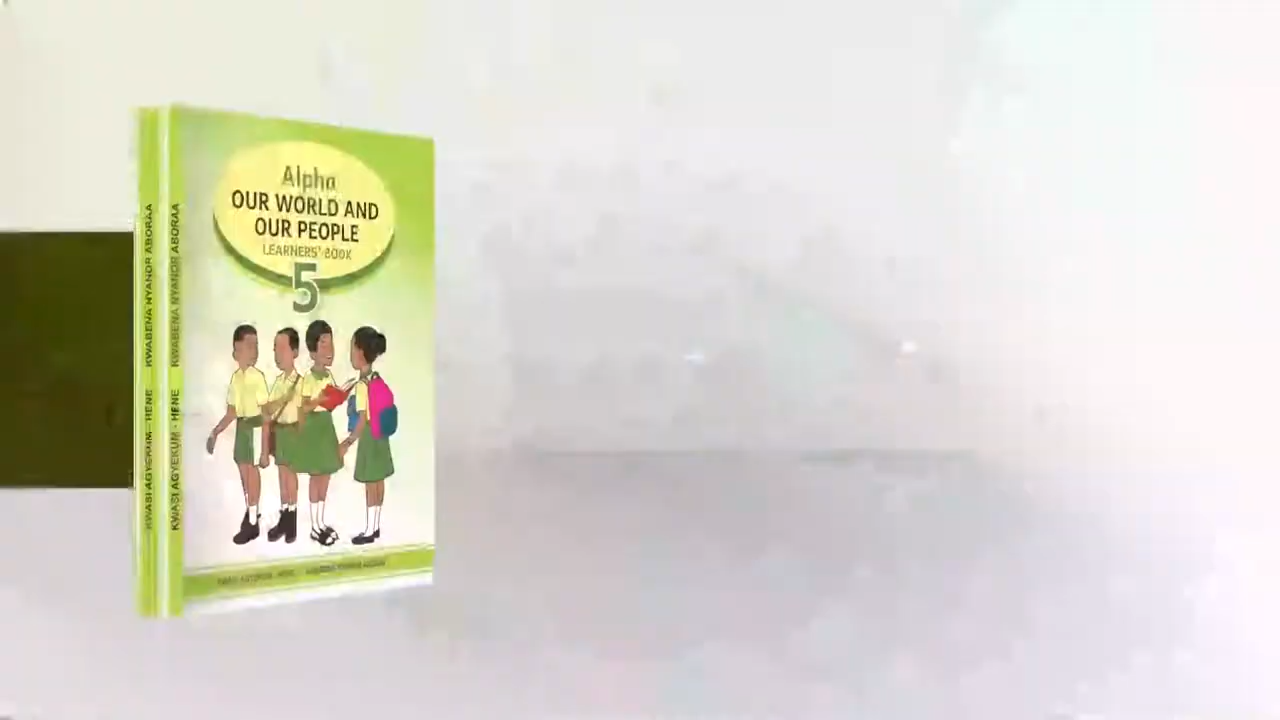 Alpha
OUR WORLD AND
OUR PEOPLE
LEARNERS' BOOK
5
KWASI AGYEKUM - HENE KWABENA NYANOR ABORAA
KWASI AGYEKUM - HENE KWABENA NYANOR ABORAA